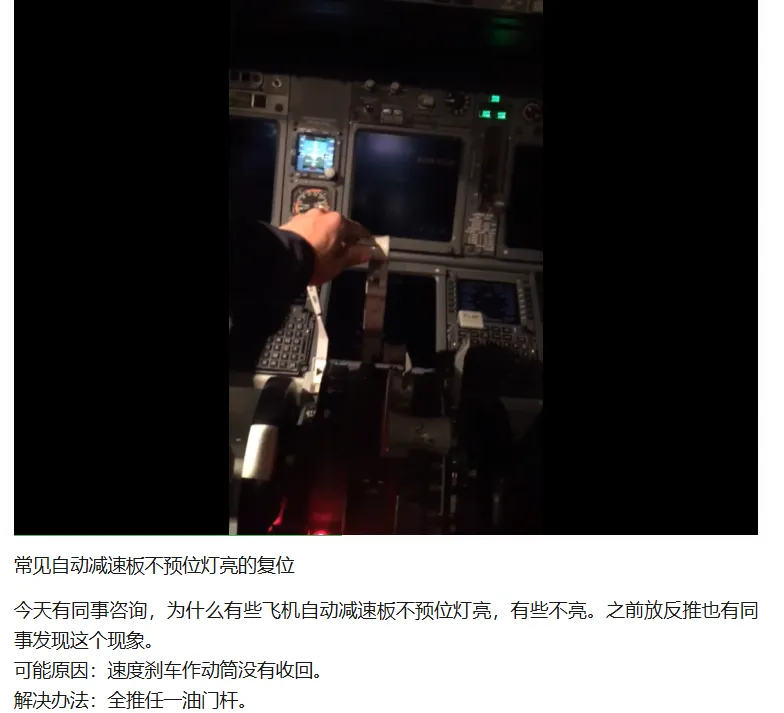 常见自动减速板不预位灯亮的复位
今天有同事咨询，为什么有些飞机自动减速板不预位灯亮，有些不亮。之前放反推也有同
事发现这个现象。
可能原因：速度刹车作动筒没有收回。
解决办法：全推任一油门杆。